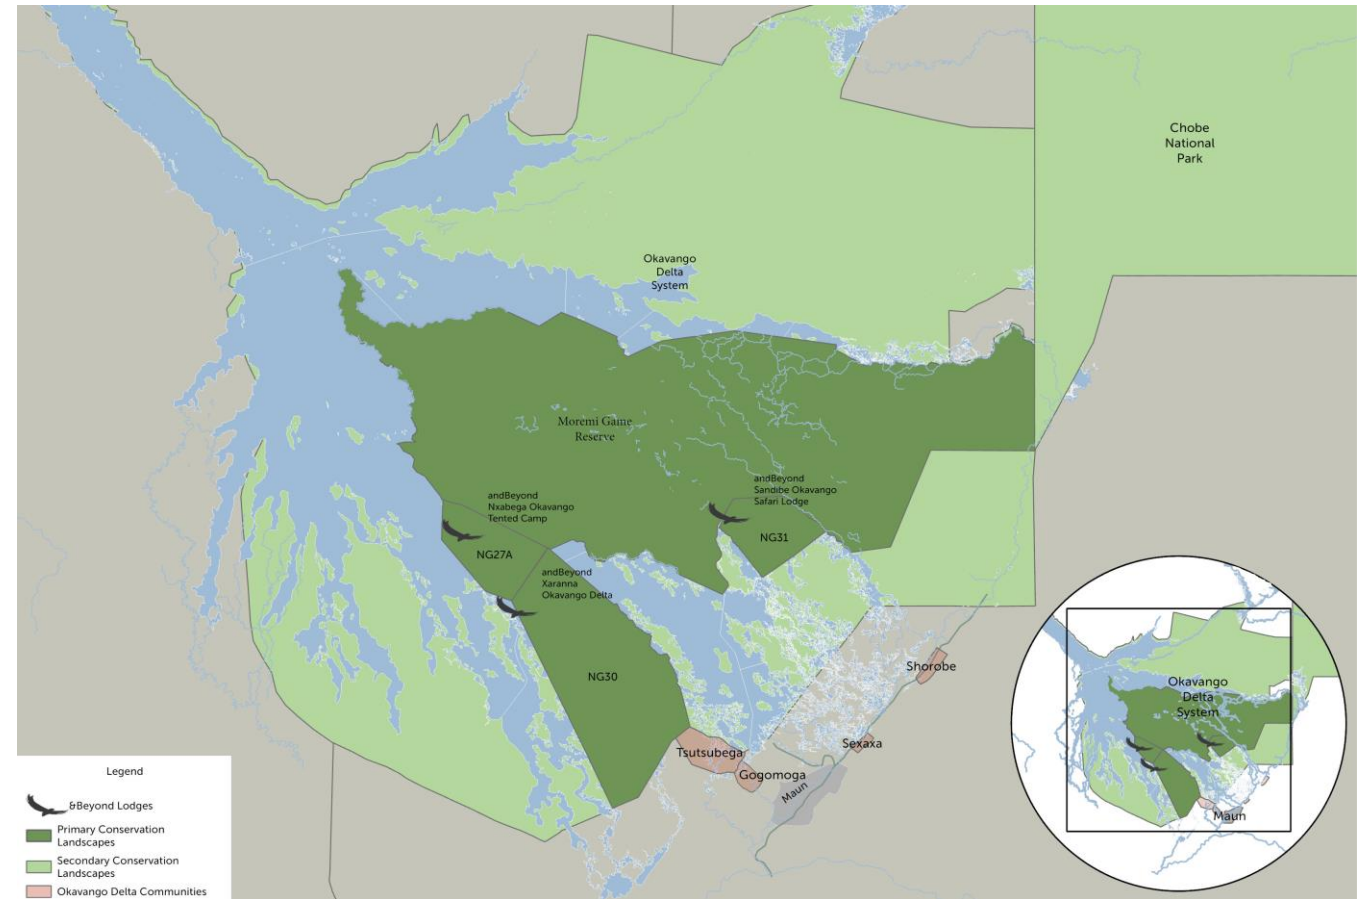 Chobe
National
Park
Okavango
Delta
System
Moremi Game
Reserve
andBeyond
Nxabega Okavango
Tented Camp
andBeyond
Sandibe Okavango
Safari Lodge
NG27A
NG31
andBeyond
Xaranna
Okavango Delta
NG30
Shorobe
Sexaxa
Tsutsubega
Gogomoga
Maun
Okavango
Delta
System
Maun
Legend
&Beyond Lodges
Primary Conservation
Landscapes
Secondary Conservation
Landscapes
Okavango Delta Communities